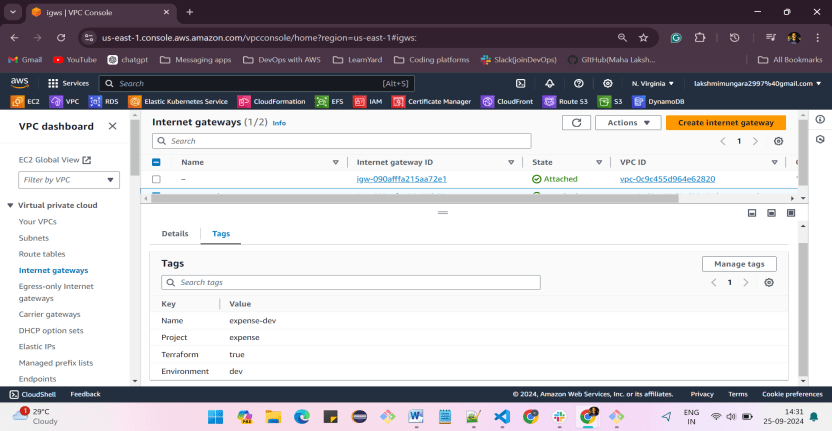 igws | VPC Console
us-east-1.console.aws.amazon.com/vpcconsole/home?region=us-east-1#igws:
Gmail YouTube chatgpt Messaging apps DevOps with AWS LearnYard Coding platforms Slack(joinDevOps) GItHub(Maha Laksh... All Bookmarks
aws Services Search [Alt+S] N. Virginia lakshmimungara2997%40gmail.com
EC2 VPC RDS Elastic Kubernetes Service CloudFormation EFS IAM Certificate Manager CloudFront Route 53 S3 DynamoDB
VPC dashboard
EC2 Global View
Filter by VPC
Virtual private cloud
Your VPCs
Subnets
Route tables
Internet gateways
Egress-only Internet
gateways
Carrier gateways
DHCP option sets
Elastic IPs
Managed prefix lists
Endpoints
Internet gateways (1/2) Info
Actions Create internet gateway
Search
1
Name Internet gateway ID State VPC ID
– igw-090afffa215aa72e1 Attached vpc-0c9c455d964e62820
Details Tags
Tags
Manage tags
Search tags
1
Key Value
Name expense-dev
Project expense
Terraform true
Environment dev
CloudShell Feedback © 2024, Amazon Web Services, Inc. or its affiliates. Privacy Terms Cookie preferences
1
29°C
Cloudy
ENG
IN
14:31
25-09-2024